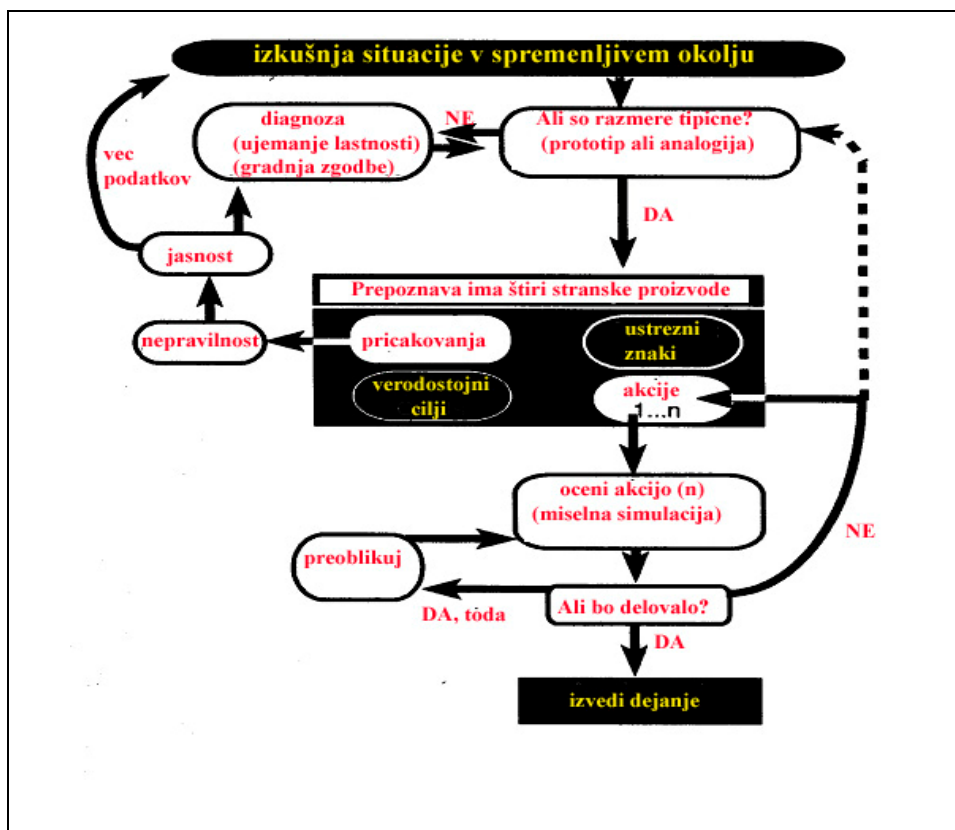 izkušnja situacije v spremenljivem okolju
diagnoza
(ujemanje lastnosti)
(gradnja zgodbe)
NE
Ali so razmere tipicne?
(prototip ali analogija)
vec
podatkov
DA
jasnost
Prepoznava ima štiri stranske proizvode
nepravilnost
pricakovanja
ustrezni
znaki
verodostojni
cilji
akcije
1...n
oceni akcijo (n)
(miselna simulacija)
NE
preoblikuj
DA, toda
Ali bo delovalo?
DA
izvedi dejanje